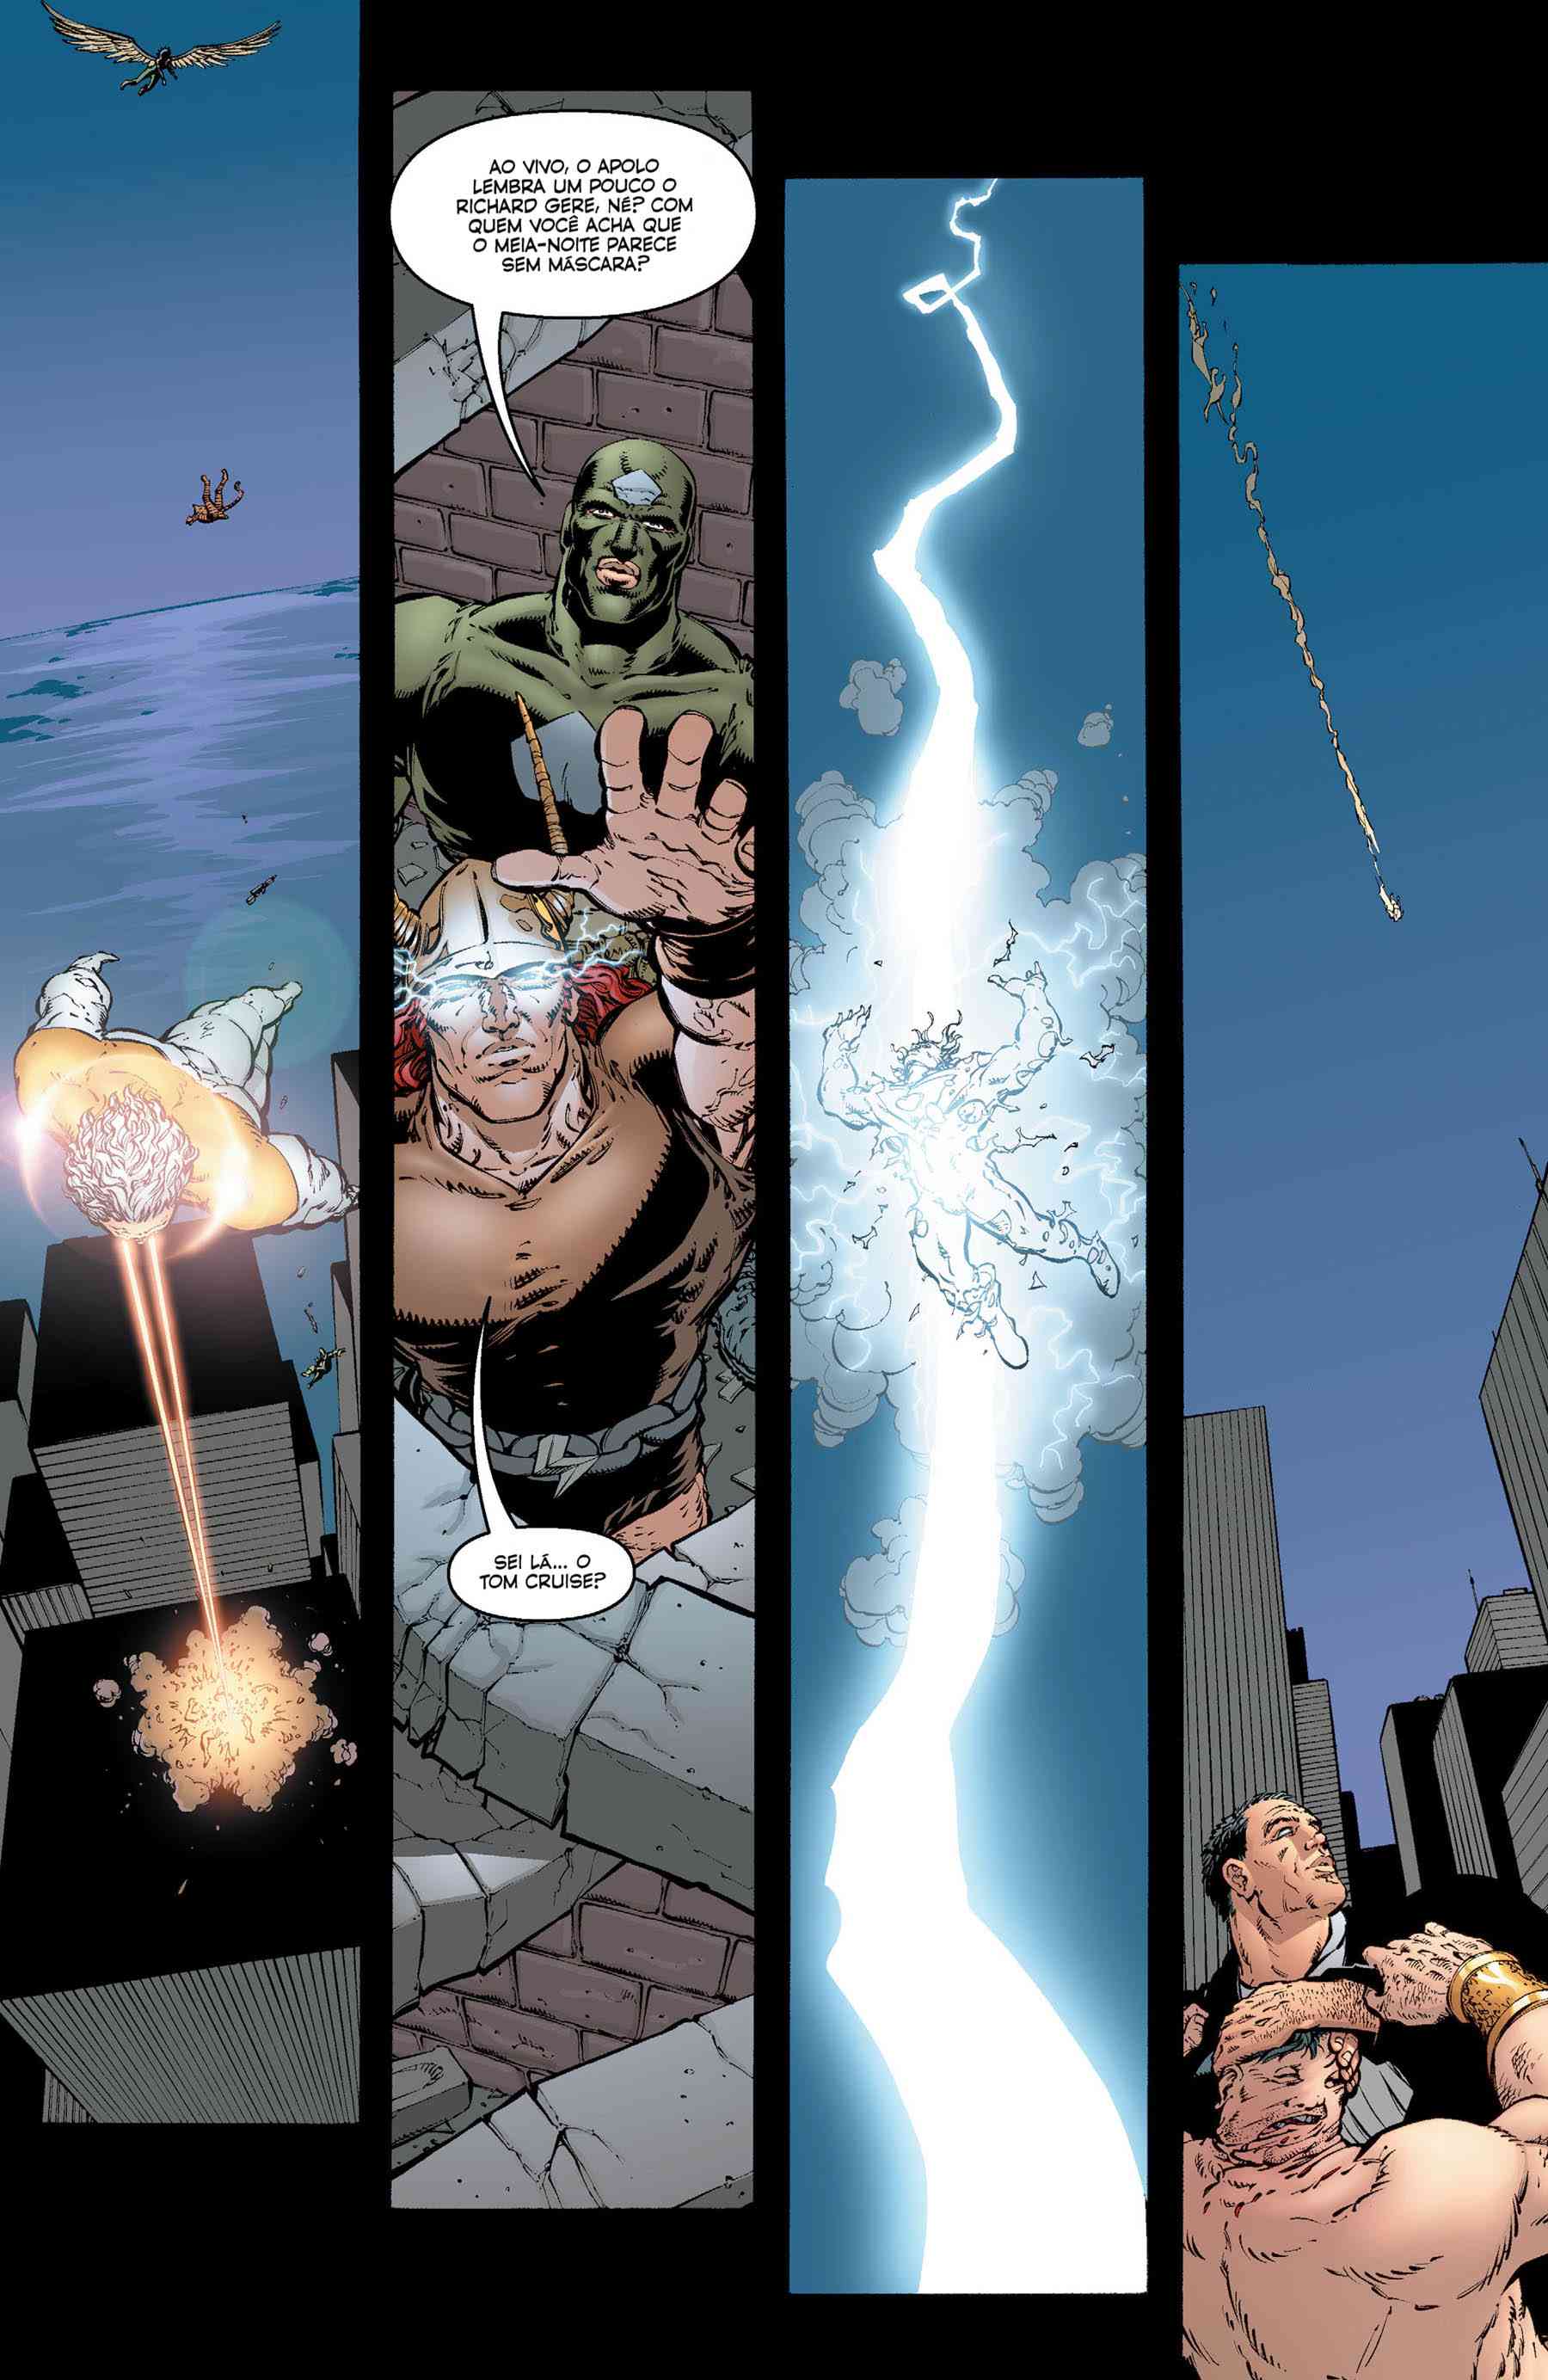 AO VIVO, O APOLO
LEMBRA UM POUCO O
RICHARD GERE, NÉ? COM
QUEM VOCÊ ACHA QUE
O MEIA-NOITE PARECE
SEM MÁSCARA?
SEI LÁ... O
TOM CRUISE?